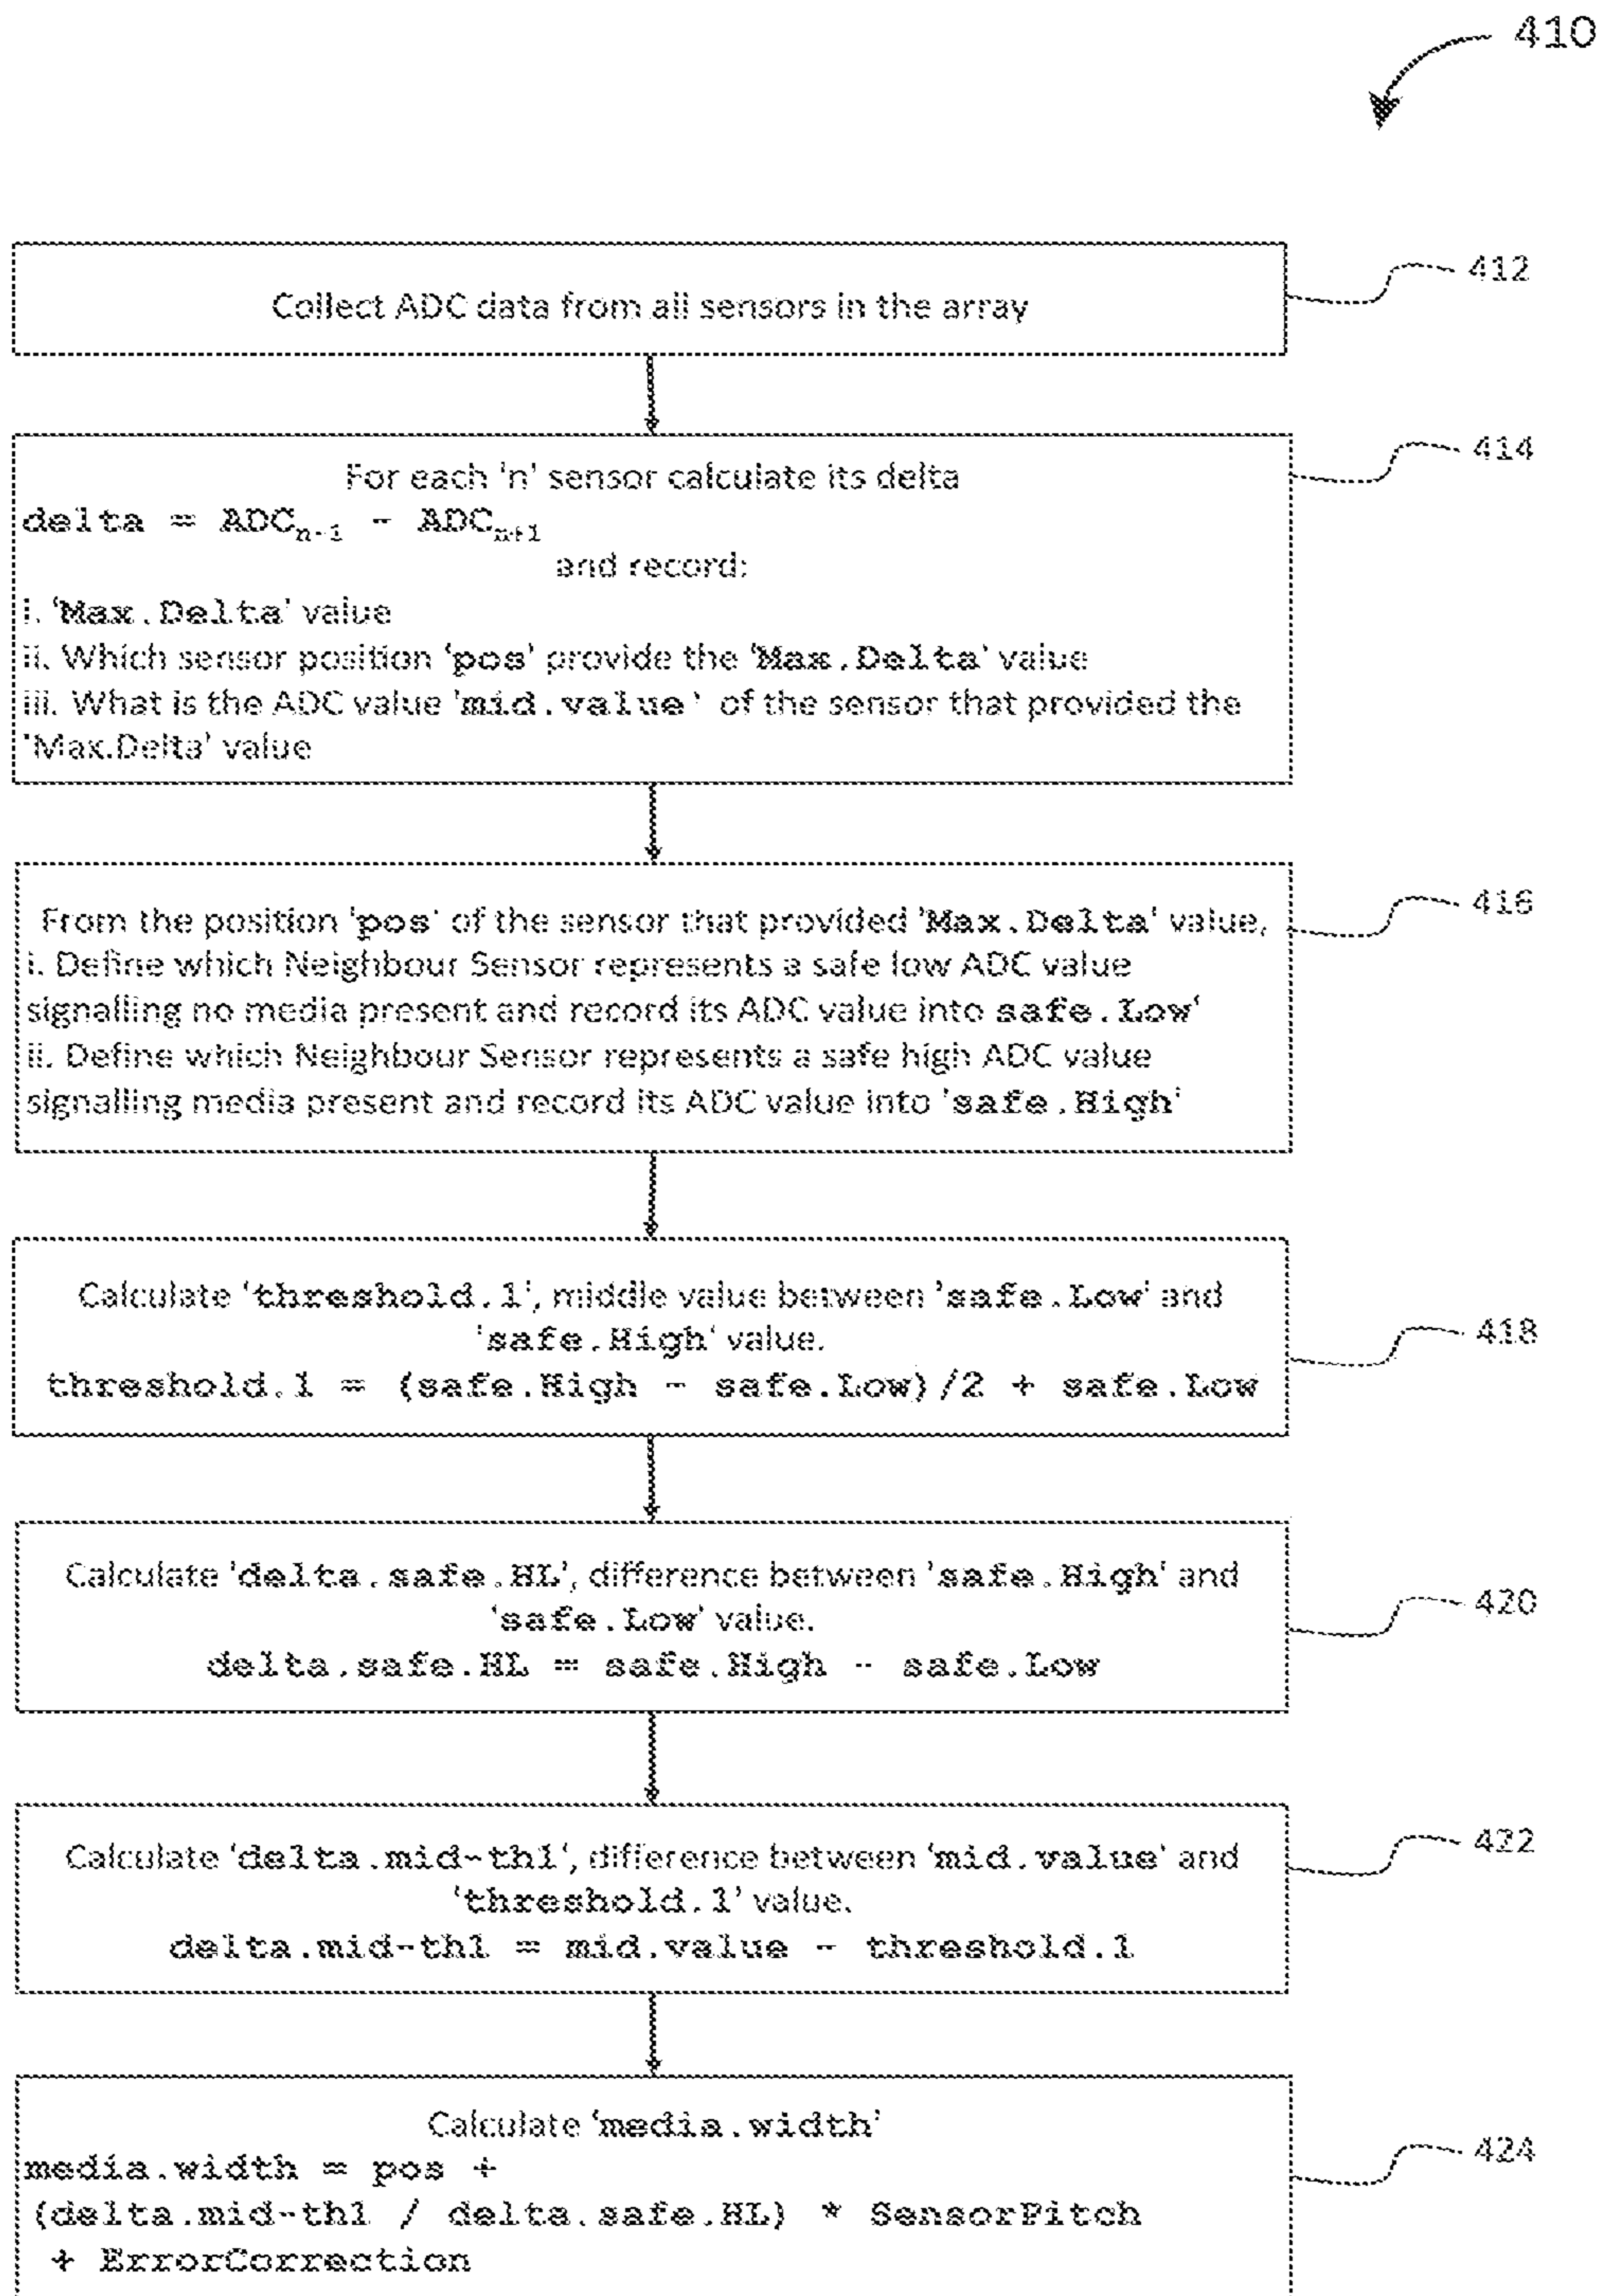 410
Collect ADC data from all sensors in the array
412
For each 'n' sensor calculate its delta
414
delta = ADCn-1 - ADCn+1
and record:
i. 'Max.Delta' value
ii. Which sensor position 'pos' provide the 'Max.Delta' value
iii. What is the ADC value 'mid.value' of the sensor that provided the
'Max.Delta' value
From the position 'pos' of the sensor that provided 'Max.Delta' value,
416
i. Define which Neighbour Sensor represents a safe low ADC value
signalling no media present and record its ADC value into safe.Low'
ii. Define which Neighbour Sensor represents a safe high ADC value
signalling media present and record its ADC value into 'safe.High'
Calculate 'threshold.1', middle value between 'safe.Low' and
'safe.High' value.
threshold.1 = (safe.High - safe.Low)/2 + safe.Low
418
Calculate 'delta.safe.HL', difference between 'safe.High' and
'safe.Low' value.
delta.safe.HL = safe.High - safe.Low
420
Calculate 'delta.mid-th1', difference between 'mid.value' and
'threshold.1' value.
delta.mid-th1 = mid.value - threshold.1
422
Calculate 'media.width'
media.width = pos +
(delta.mid-th1 / delta.safe.HL) * SensorPitch
+ ErrorCorrection
424